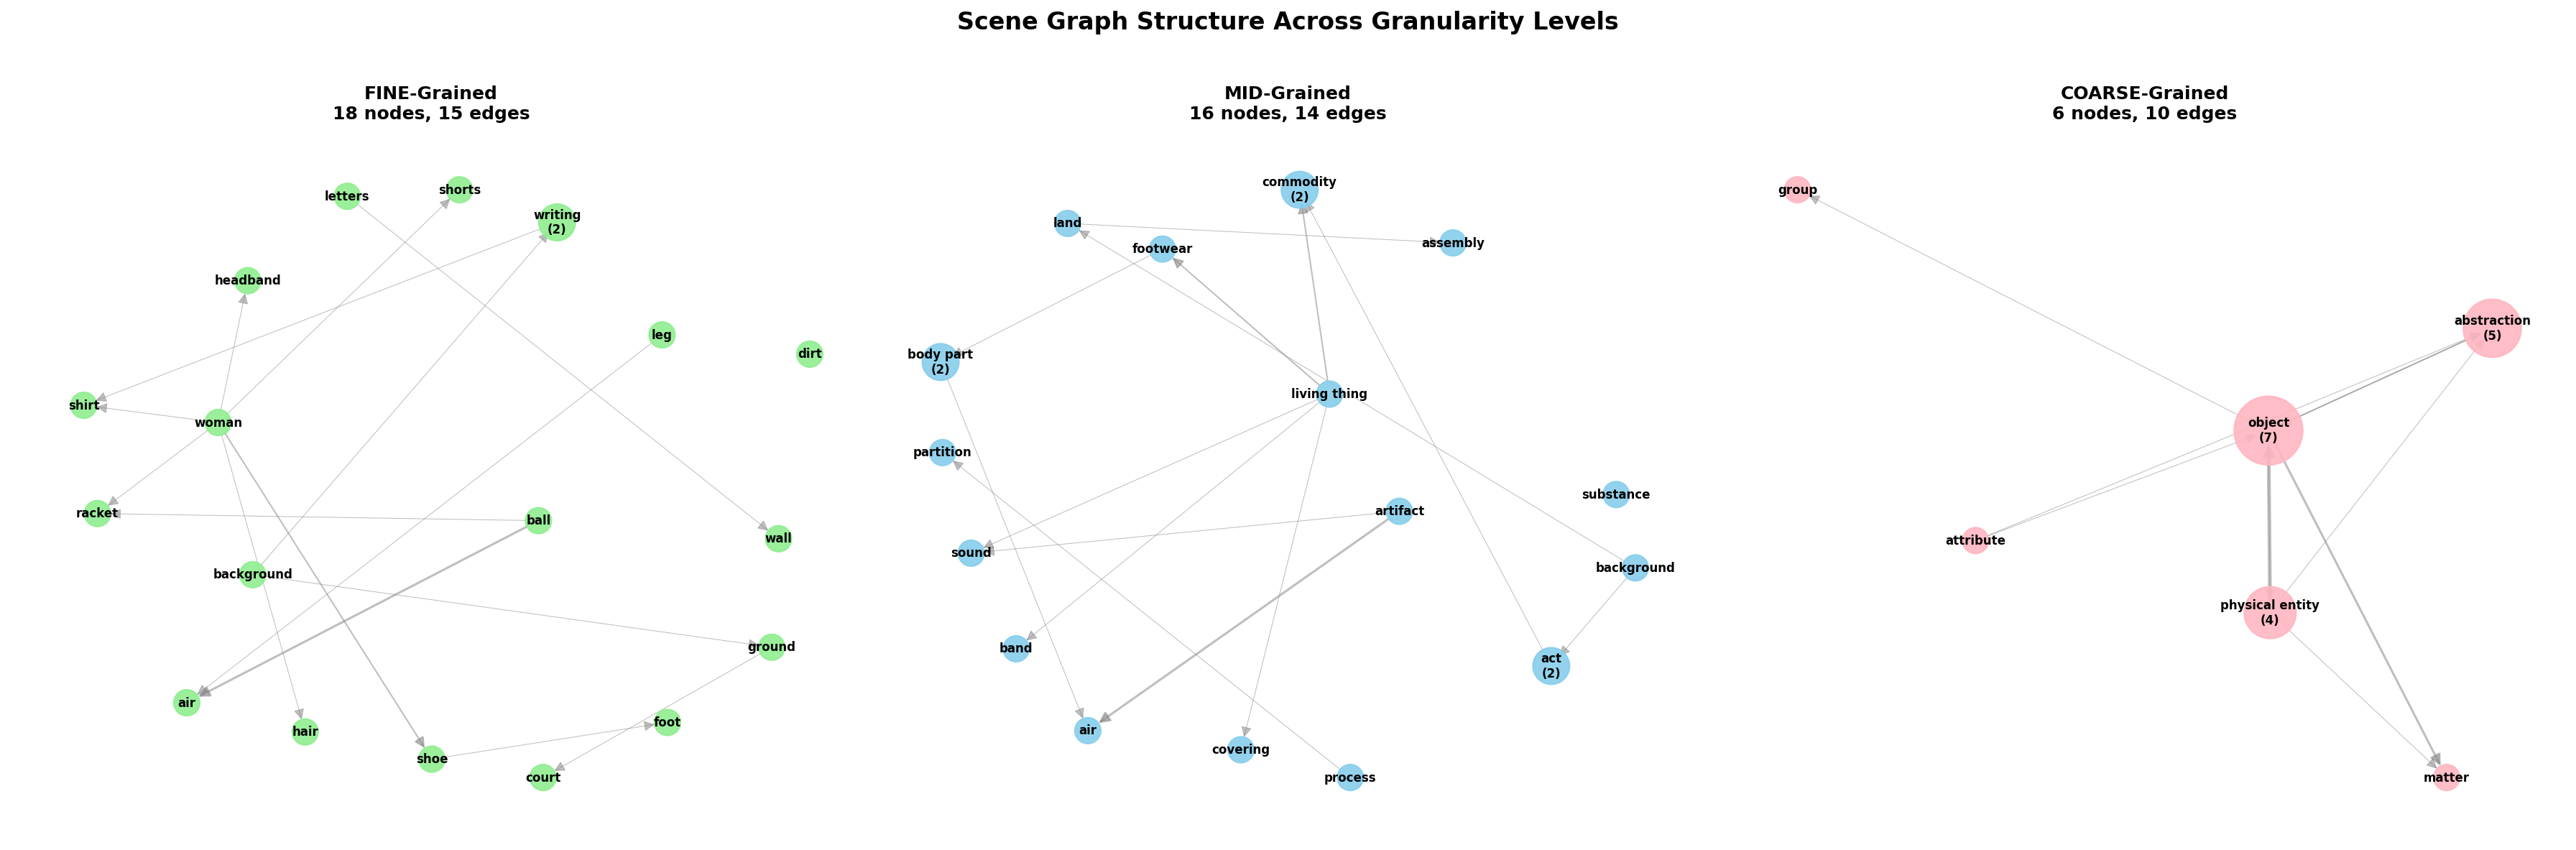 Scene Graph Structure Across Granularity Levels
FINE-Grained
18 nodes, 15 edges
letters
shorts
writing
(2)
headband
leg
dirt
shirt
woman
racket
ball
wall
background
ground
air
hair
foot
shoe
court
MID-Grained
16 nodes, 14 edges
commodity
(2)
land
footwear
assembly
body part
(2)
living thing
partition
substance
artifact
sound
background
band
act
(2)
air
covering
process
COARSE-Grained
6 nodes, 10 edges
group
abstraction
(5)
object
(7)
attribute
physical entity
(4)
matter